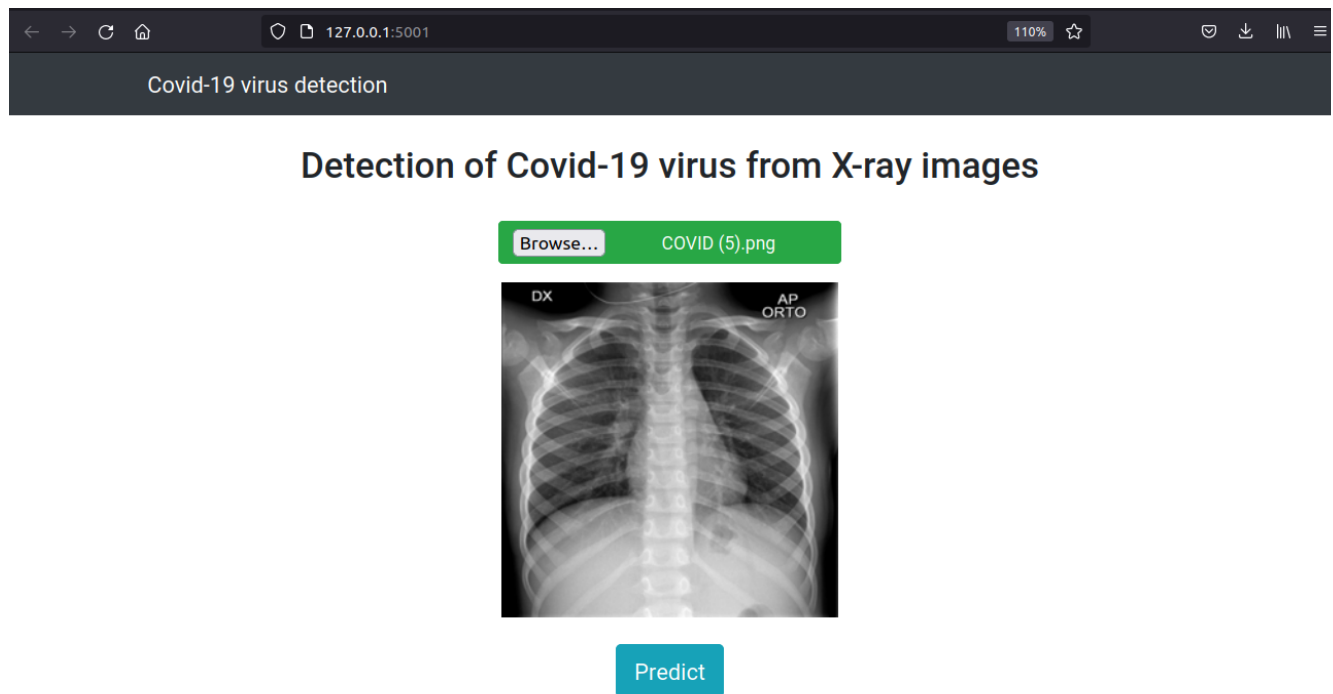 127.0.0.1:5001
110%
Covid-19 virus detection
Detection of Covid-19 virus from X-ray images
Browse...
COVID (5).png
DX
AP
ORTO
Predict